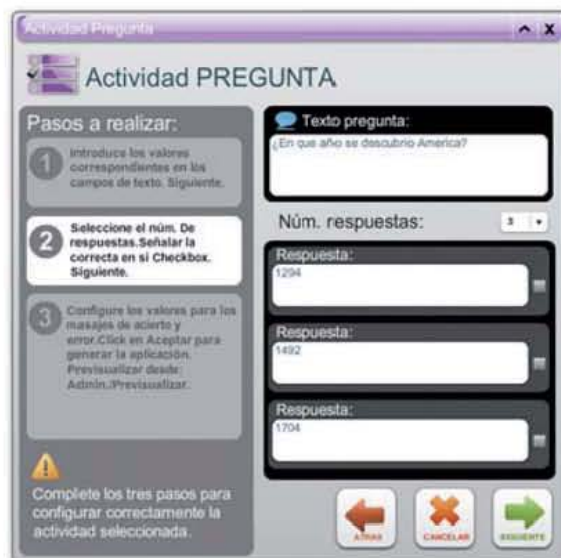 Actividad Pregunta
X
Actividad PREGUNTA
Pasos a realizar:
1
Introduce los valores
correspondientes en los
campos de texto. Siguiente.
2
Seleccione el núm. De
respuestas.Señalar la
correcta en si Checkbox.
Siguiente.
3
Configure los valores para los
masajes de acierto y
error.Click en Aceptar para
generar la aplicación.
Previsualizar desde:
Admin./Previsualizar.
Complete los tres pasos para
configurar correctamente la
actividad seleccionada.
Texto pregunta:
¿En que año se descubrio America?
Núm. respuestas:
3
Respuesta:
1294
Respuesta:
1492
Respuesta:
1704
ATRAS
CANCELAR
SIGUIENTE